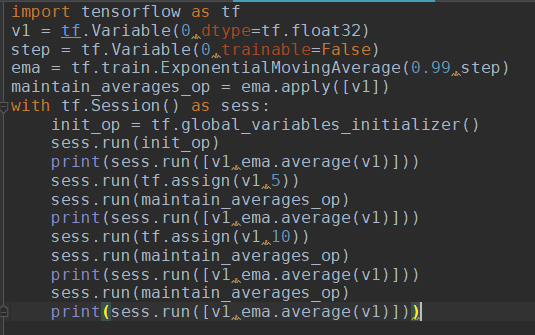 import tensorflow as tf
v1 = tf.Variable(0,dtype=tf.float32)
step = tf.Variable(0,trainable=False)
ema = tf.train.ExponentialMovingAverage(0.99,step)
maintain_averages_op = ema.apply([v1])
with tf.Session() as sess:
    init_op = tf.global_variables_initializer()
    sess.run(init_op)
    print(sess.run([v1,ema.average(v1)]))
    sess.run(tf.assign(v1,5))
    sess.run(maintain_averages_op)
    print(sess.run([v1,ema.average(v1)]))
    sess.run(tf.assign(v1,10))
    sess.run(maintain_averages_op)
    print(sess.run([v1,ema.average(v1)]))
    sess.run(maintain_averages_op)
    print(sess.run([v1,ema.average(v1)]))